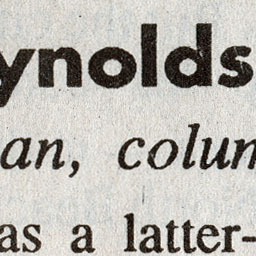 ynolds
an, colum
as a latter-